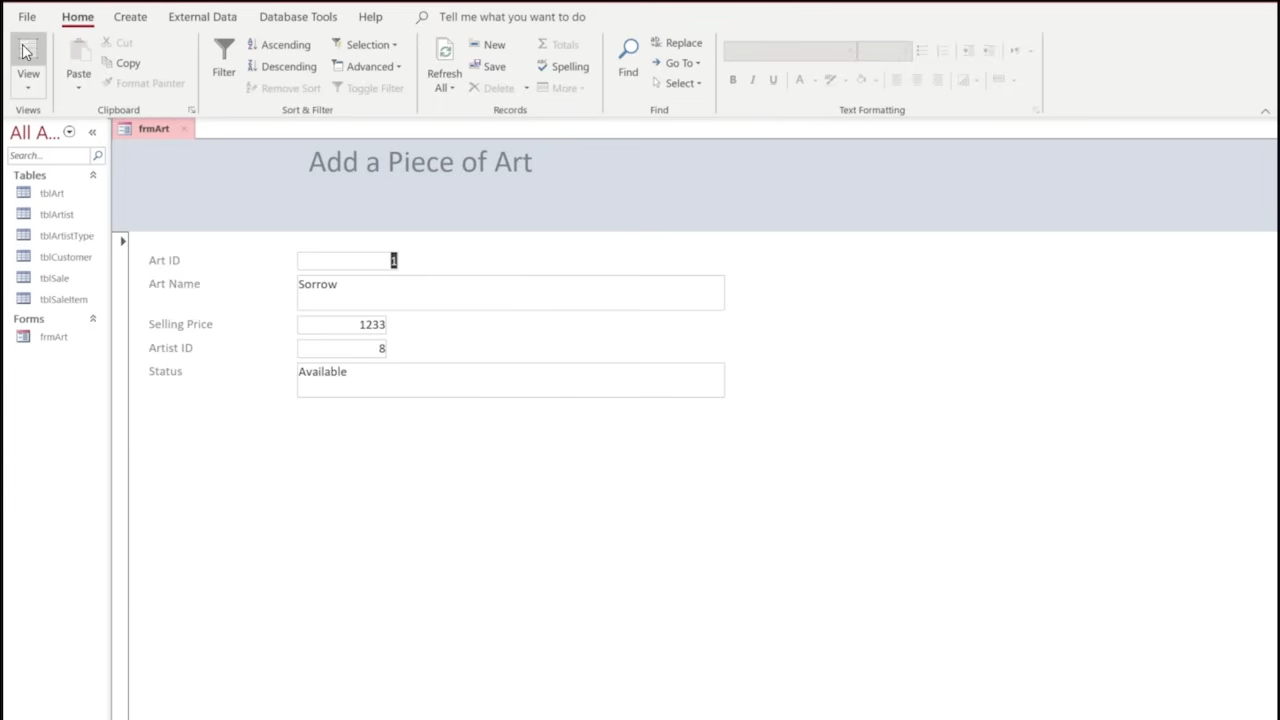 File Home Create External Data Database Tools Help Tell me what you want to do
View
Views
Paste
Cut
Copy
Format Painter
Clipboard
Filter
Ascending
Descending
Remove Sort
Selection
Advanced
Toggle Filter
Sort & Filter
Refresh
All
New
Save
Delete
Totals
Spelling
More
Records
Find
Replace
Go To
Select
Find
B I U A
Text Formatting
All A...
Search...
Tables
tblArt
tblArtist
tblArtistType
tblCustomer
tblSale
tblSaleItem
Forms
frmArt
frmArt
Add a Piece of Art
Art ID 1
Art Name Sorrow
Selling Price 1233
Artist ID 8
Status Available